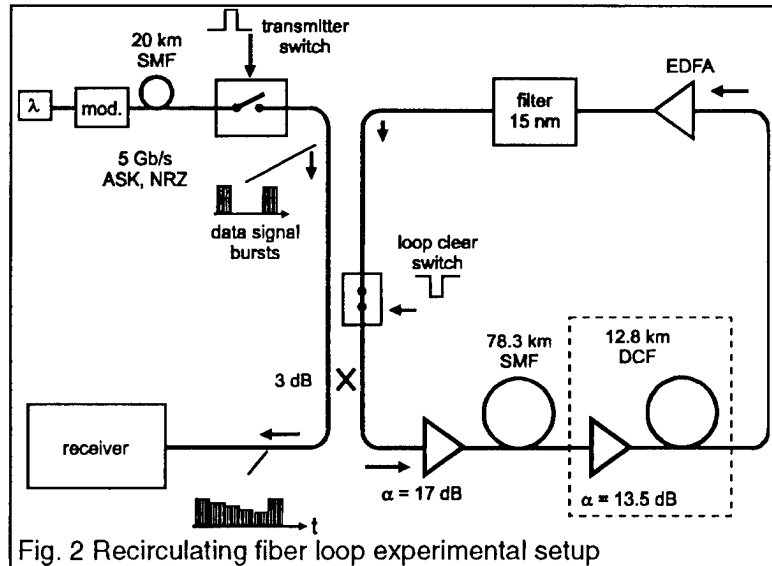 20 km
SMF
transmitter
switch
λ
mod.
5 Gb/s
ASK, NRZ
data signal
bursts
filter
15 nm
EDFA
loop clear
switch
3 dB
78.3 km
SMF
12.8 km
DCF
receiver
α = 17 dB
α = 13.5 dB
t
Fig. 2 Recirculating fiber loop experimental setup